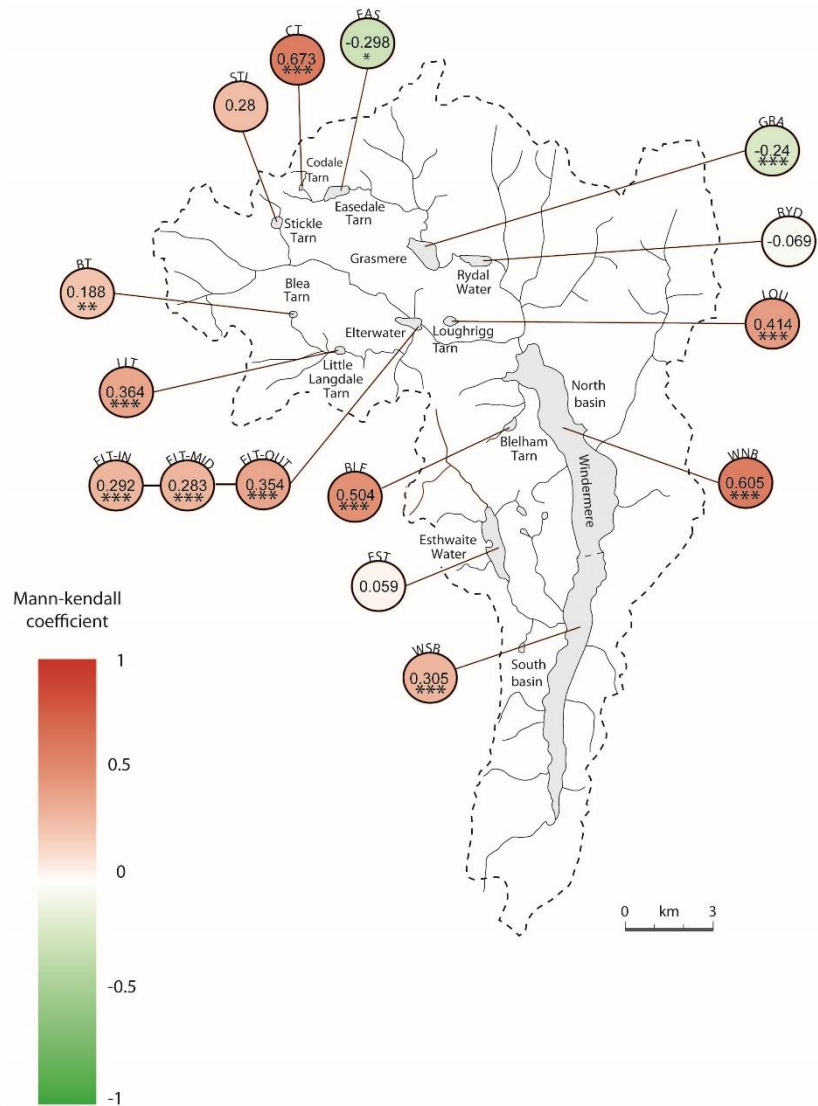 EAS
-0.298
*
CT
0.673
***
STI
0.28
GRA
-0.24
***
RYD
-0.069
LOU
0.414
***
Codale
Tarn
Easedale
Tarn
Stickle
Tarn
Grasmere
Rydal
Water
BT
0.188
**
Blea
Tarn
Elterwater
Loughrigg
Tarn
LIT
0.364
***
Little
Langdale
Tarn
North
basin
ELT-IN
0.292
***
ELT-MID
0.283
***
ELT-OUT
0.354
***
BLE
0.504
***
Blelham
Tarn
Windermere
WNB
0.605
***
Esthwaite
Water
EST
0.059
WSB
0.305
***
South
basin
Mann-kendall
coefficient
1
0.5
0
-0.5
-1
0 km 3